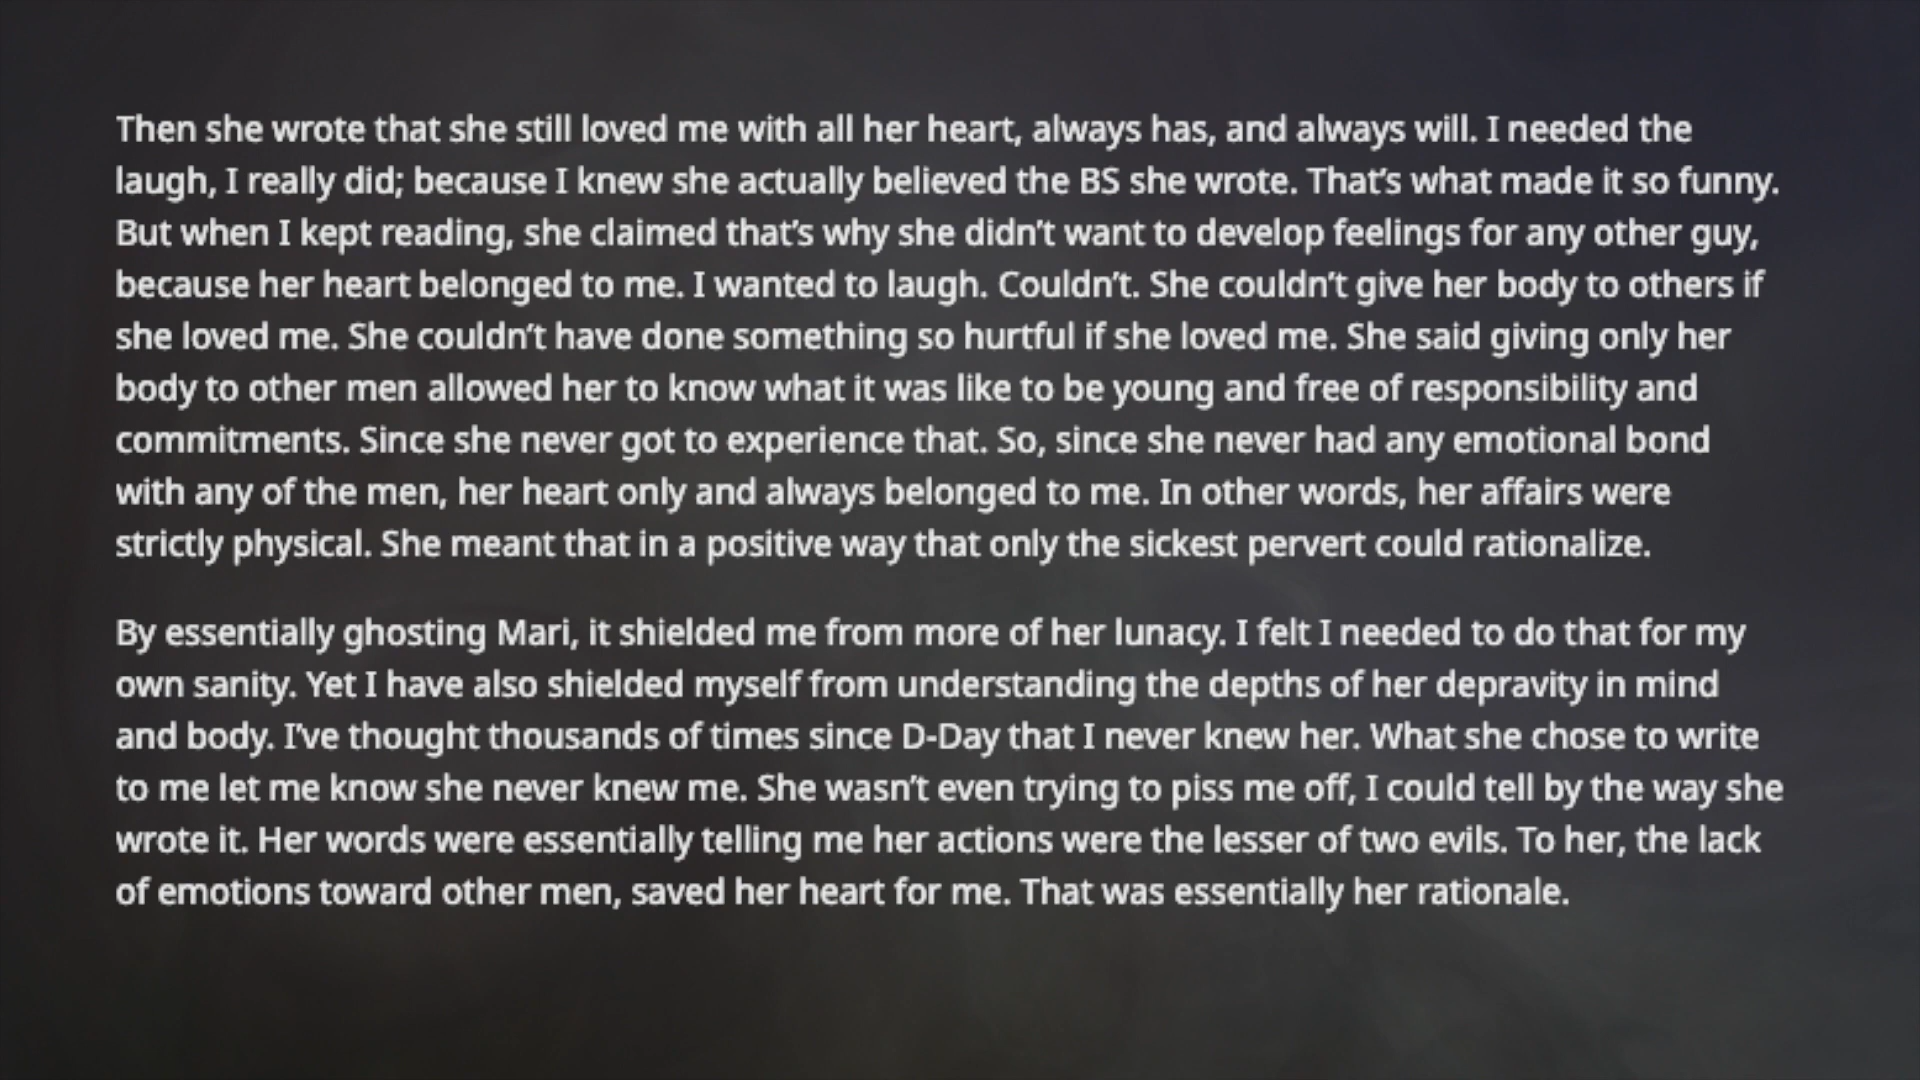 Then she wrote that she still loved me with all her heart, always has, and always will. I needed the
laugh, I really did; because I knew she actually believed the BS she wrote. That’s what made it so funny.
But when I kept reading, she claimed that’s why she didn’t want to develop feelings for any other guy,
because her heart belonged to me. I wanted to laugh. Couldn’t. She couldn’t give her body to others if
she loved me. She couldn’t have done something so hurtful if she loved me. She said giving only her
body to other men allowed her to know what it was like to be young and free of responsibility and
commitments. Since she never got to experience that. So, since she never had any emotional bond
with any of the men, her heart only and always belonged to me. In other words, her affairs were
strictly physical. She meant that in a positive way that only the sickest pervert could rationalize.
By essentially ghosting Mari, it shielded me from more of her lunacy. I felt I needed to do that for my
own sanity. Yet I have also shielded myself from understanding the depths of her depravity in mind
and body. I’ve thought thousands of times since D-Day that I never knew her. What she chose to write
to me let me know she never knew me. She wasn’t even trying to piss me off, I could tell by the way she
wrote it. Her words were essentially telling me her actions were the lesser of two evils. To her, the lack
of emotions toward other men, saved her heart for me. That was essentially her rationale.